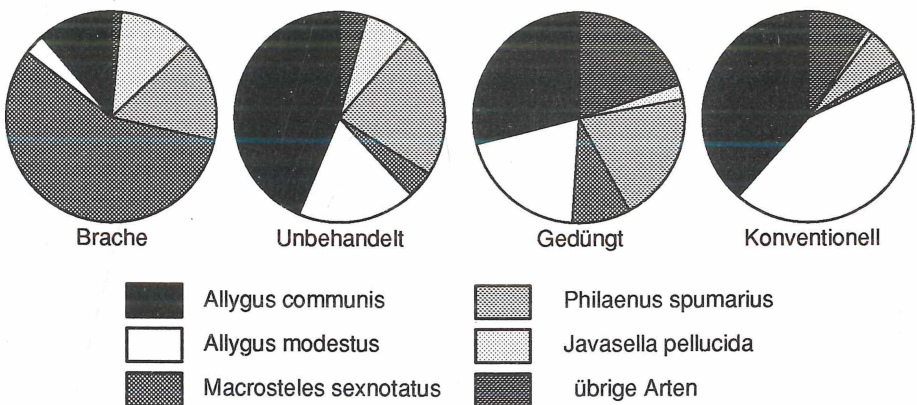 Brache Unbehandelt Gedüngt Konventionell
Allygus communis
Allygus modestus
Macrosteles sexnotatus
Philaenus spumarius
Javasella pellucida
übrige Arten